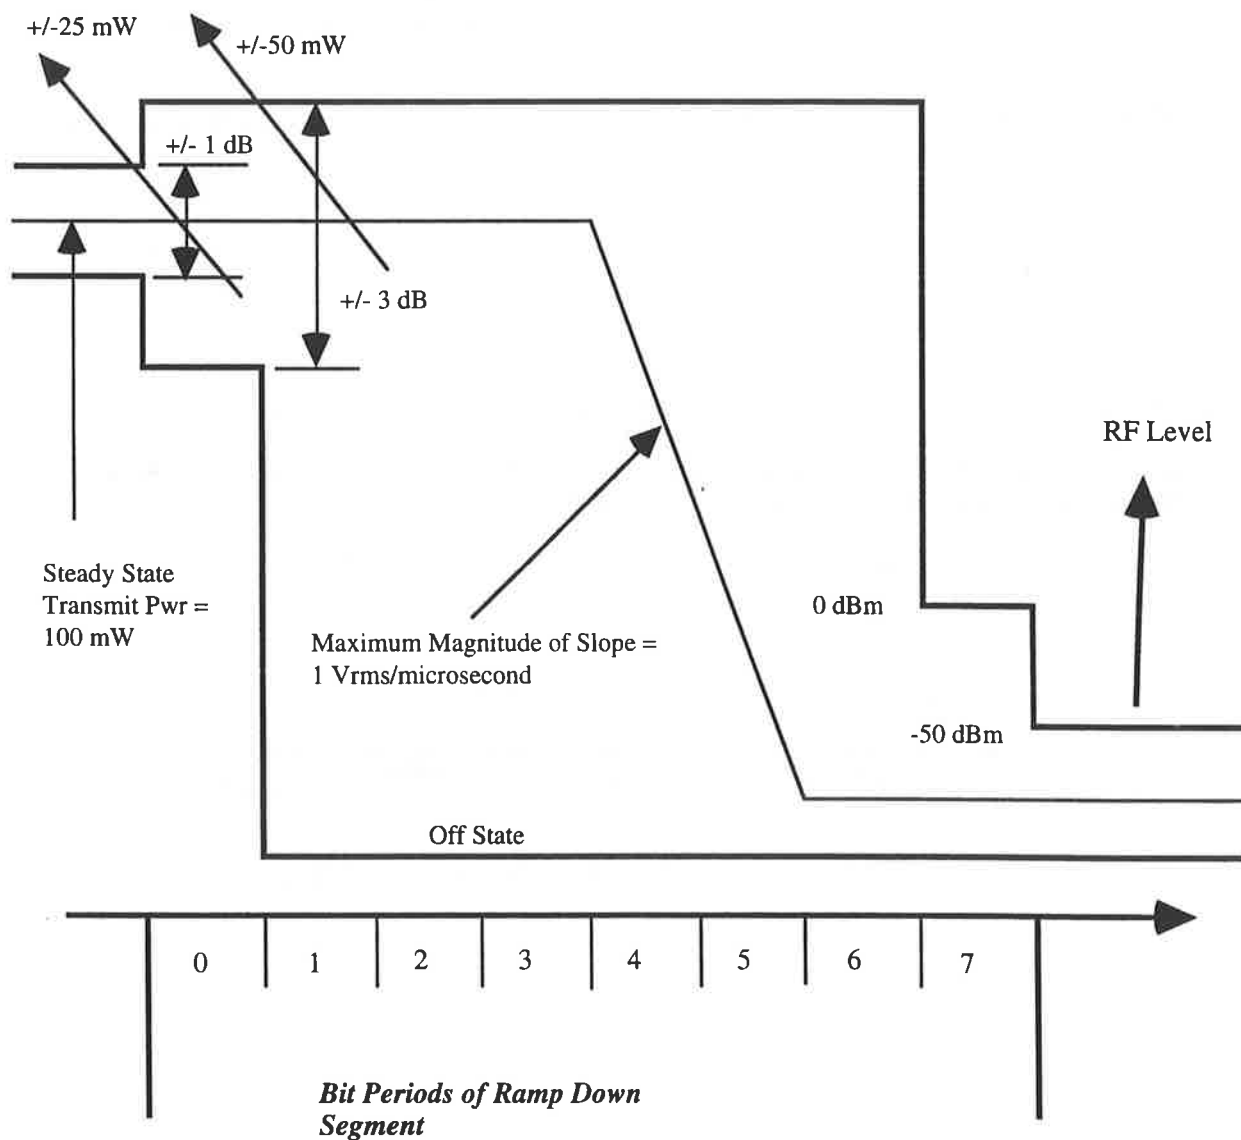 +/-25 mW
+/-50 mW
+/- 1 dB
+/- 3 dB
RF Level
Steady State
Transmit Pwr =
100 mW
0 dBm
Maximum Magnitude of Slope =
1 Vrms/microsecond
-50 dBm
Off State
0 1 2 3 4 5 6 7
Bit Periods of Ramp Down
Segment